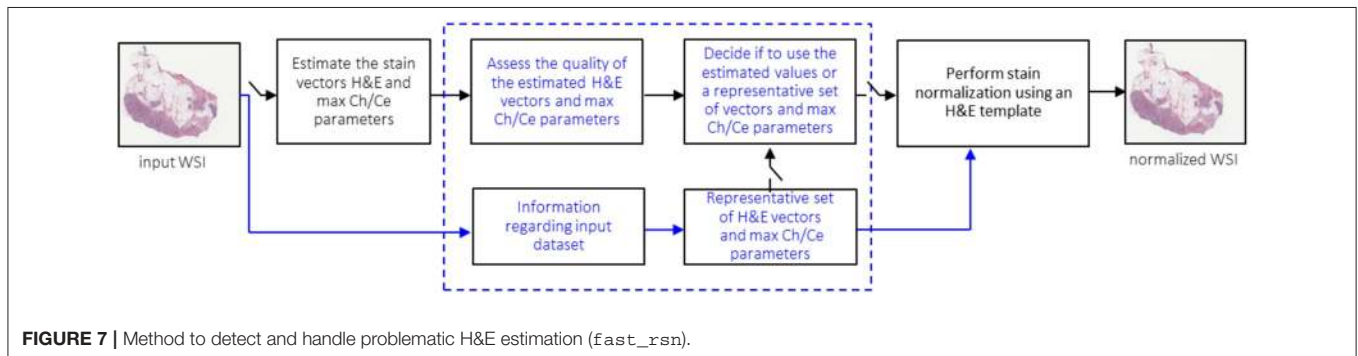 Estimate the stain
vectors H&E and
max Ch/Ce
parameters
Assess the quality of
the estimated H&E
vectors and max
Ch/Ce parameters
Decide if to use the
estimated values or
a representative set
of vectors and max
Ch/Ce parameters
Perform stain
normalization using an
H&E template
input WSI
normalized WSI
Information
regarding input
dataset
Representative set
of H&E vectors
and max Ch/Ce
parameters
FIGURE 7 | Method to detect and handle problematic H&E estimation (fast_rsn).